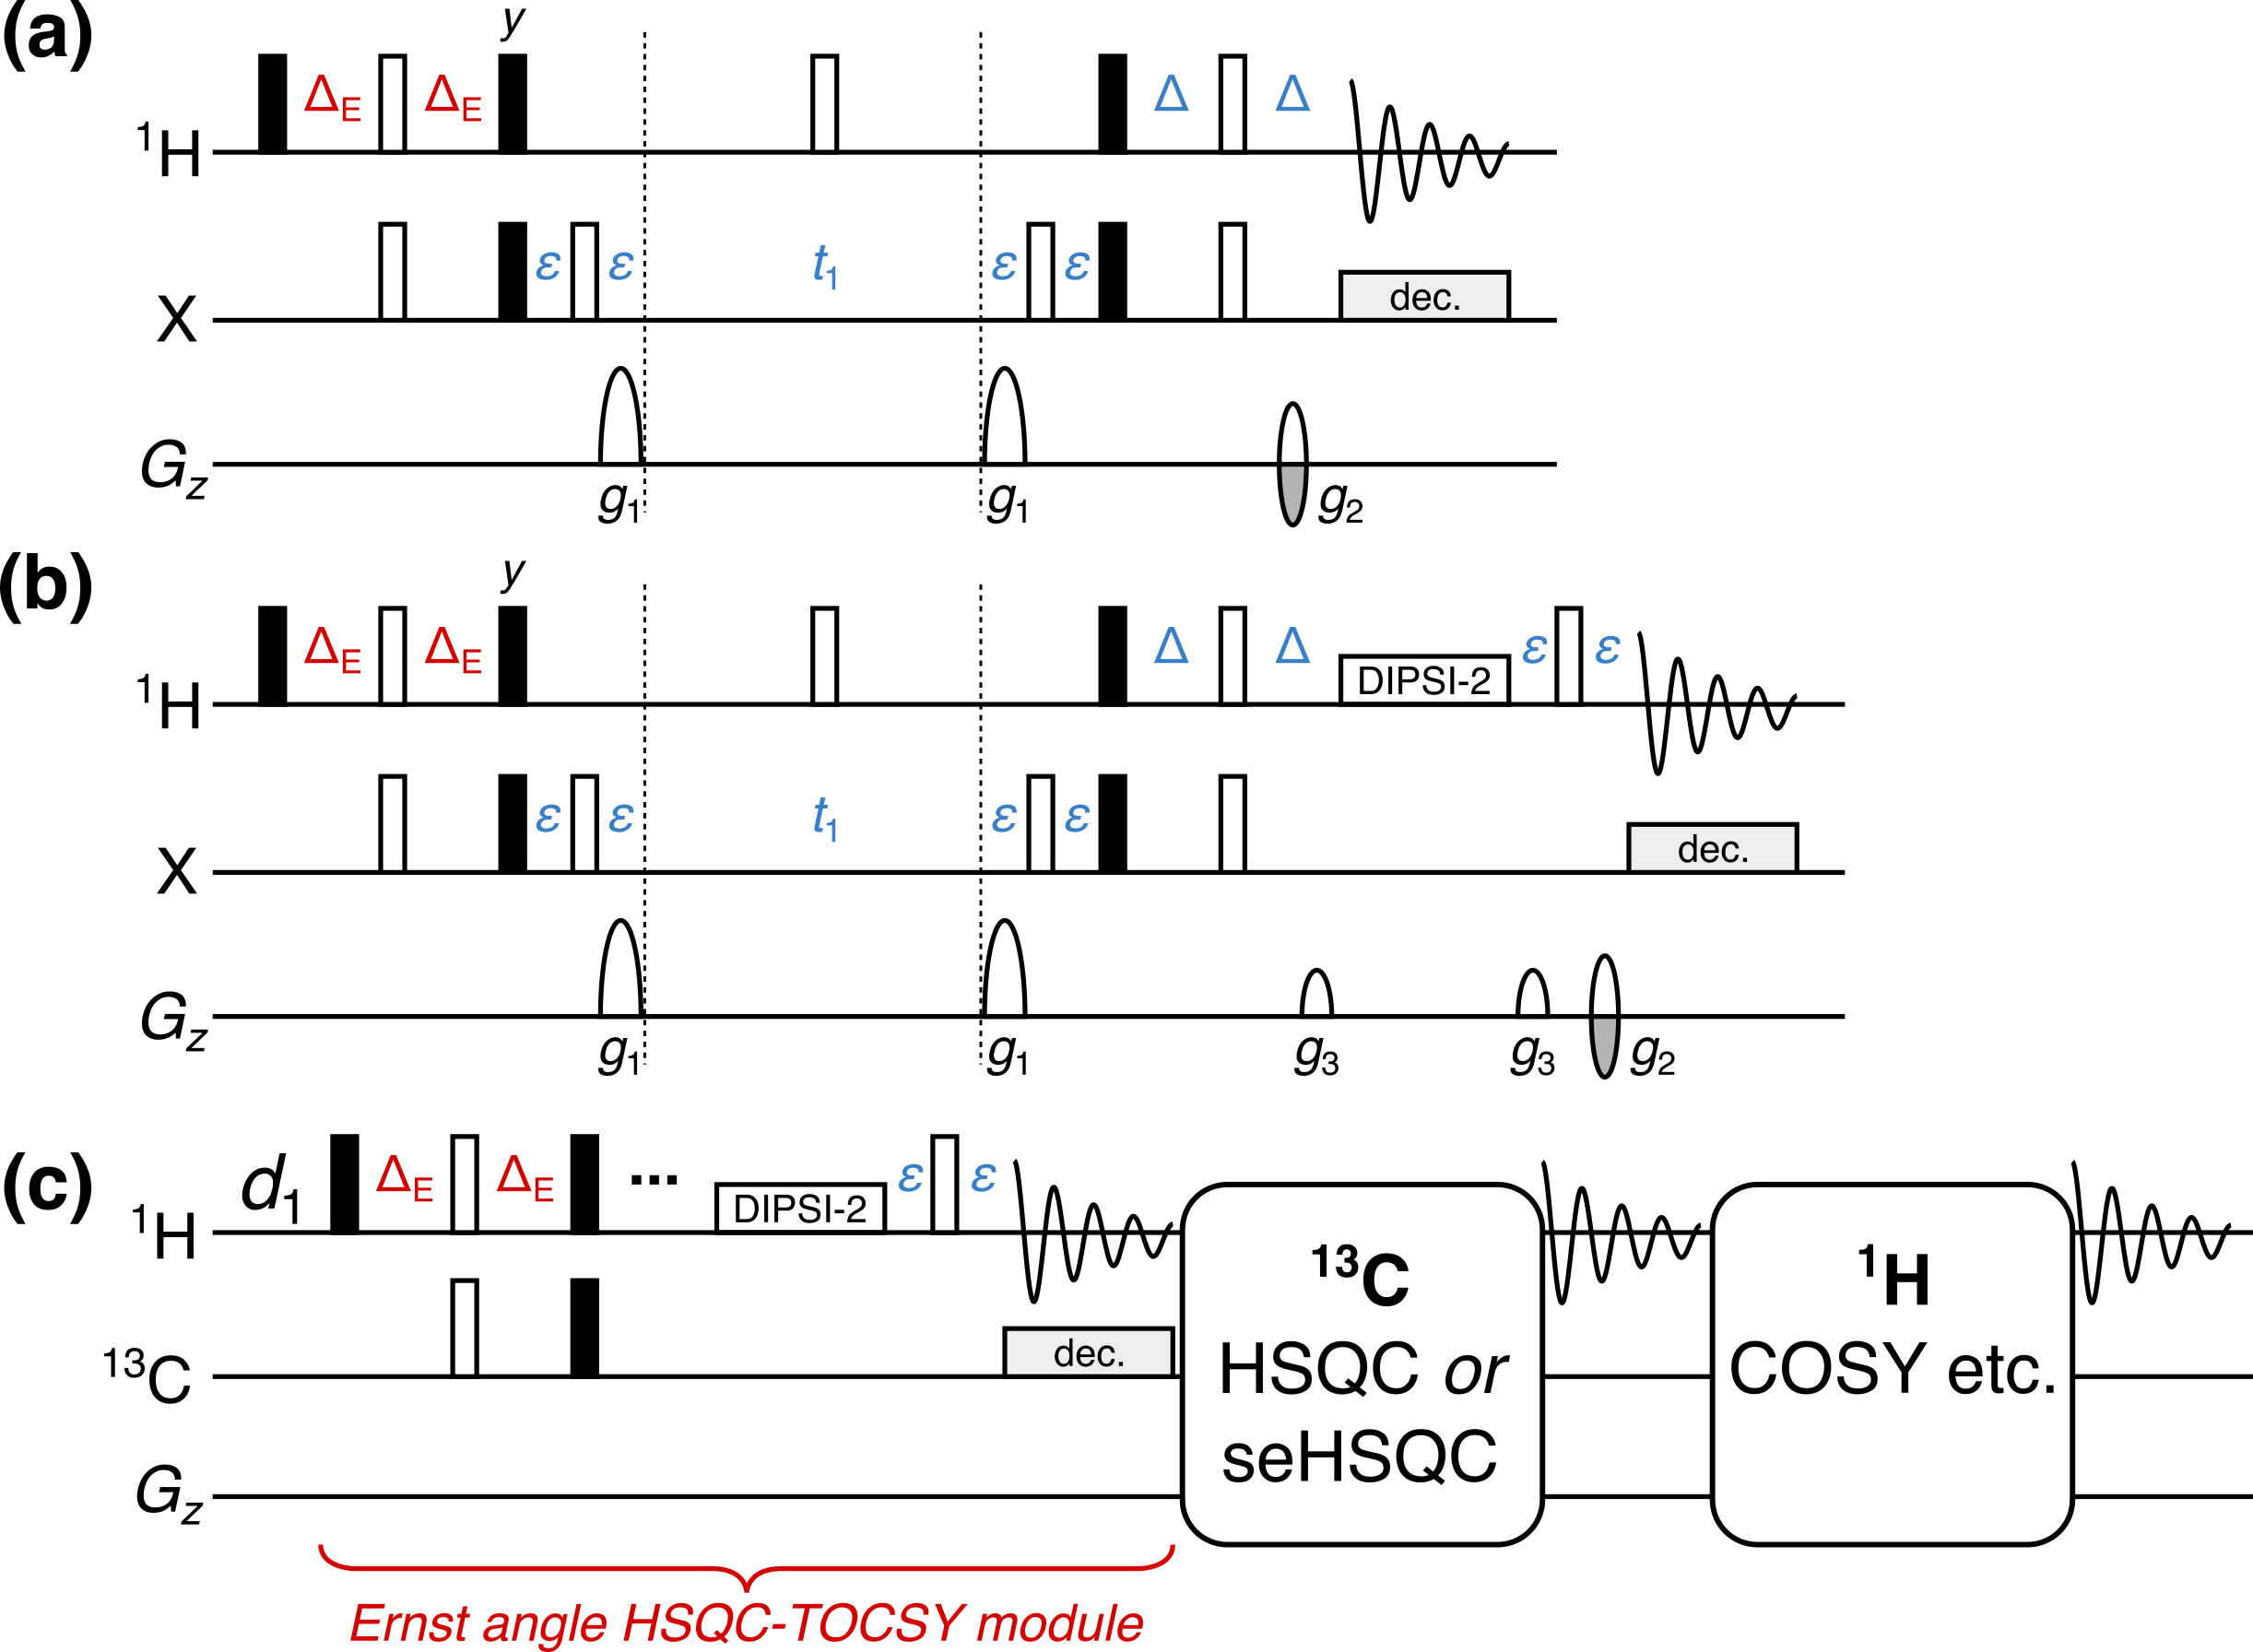 (a)
y
Δ_E Δ_E Δ Δ
¹H
ε ε t₁ ε ε
X dec.
G_z
g₁ g₁ g₂
(b)
y
Δ_E Δ_E Δ Δ DIPSI-2 ε ε
¹H
ε ε t₁ ε ε
X dec.
G_z
g₁ g₁ g₃ g₃ g₂
(c)
d₁ Δ_E Δ_E ... DIPSI-2 ε ε
¹H
¹³C dec.
G_z
¹³C
HSQC or
seHSQC
¹H
COSY etc.
Ernst angle HSQC-TOCSY module